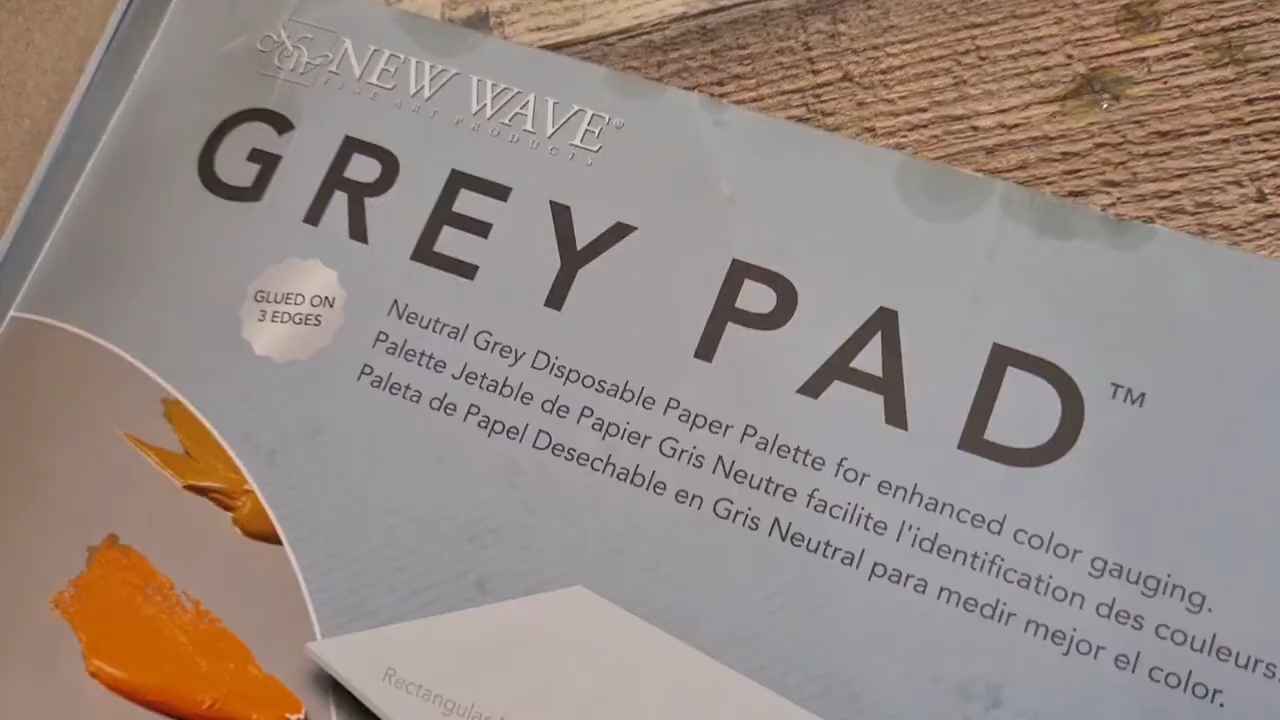 NEW WAVE®
FINE ART PRODUCTS
GREY PAD™
GLUED ON
3 EDGES
Neutral Grey Disposable Paper Palette for enhanced color gauging.
Palette Jetable de Papier Gris Neutre facilite l'identification des couleurs.
Paleta de Papel Desechable en Gris Neutral para medir mejor el color.
Rectangular